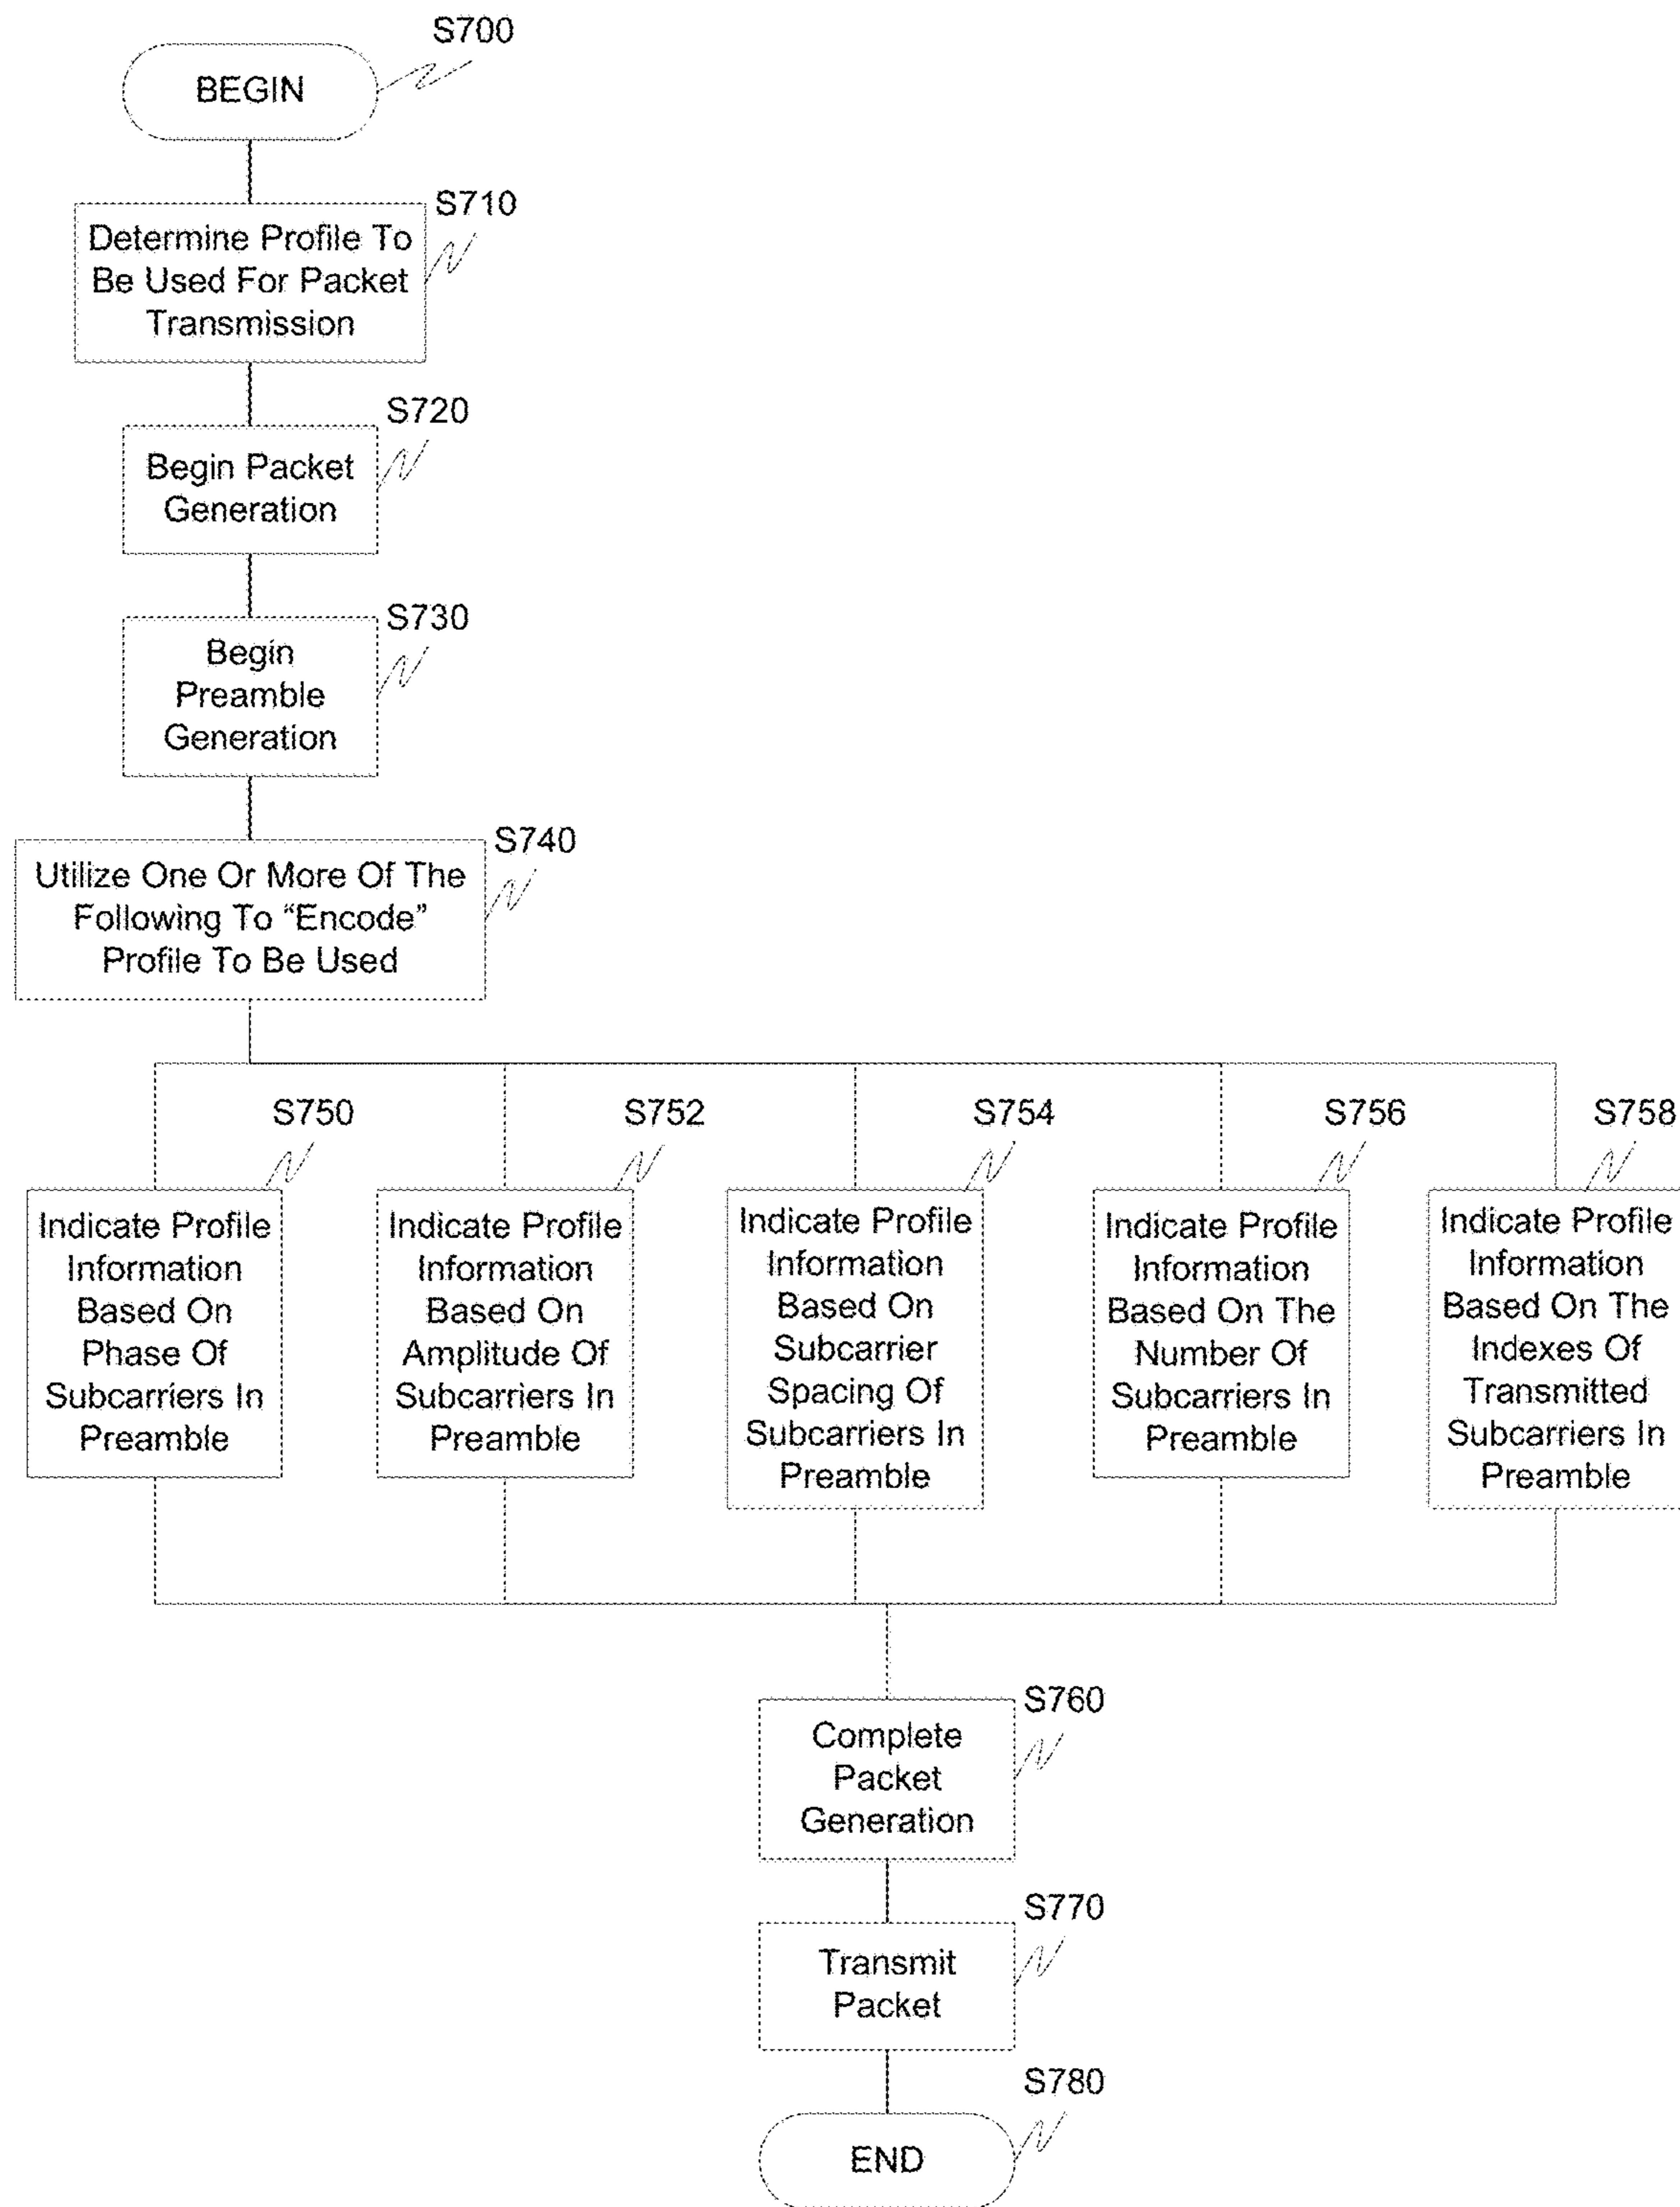 S700
BEGIN
S710
Determine Profile To
Be Used For Packet
Transmission
S720
Begin Packet
Generation
S730
Begin
Preamble
Generation
S740
Utilize One Or More Of The
Following To “Encode”
Profile To Be Used
S750
Indicate Profile
Information
Based On
Phase Of
Subcarriers In
Preamble
S752
Indicate Profile
Information
Based On
Amplitude Of
Subcarriers In
Preamble
S754
Indicate Profile
Information
Based On
Subcarrier
Spacing Of
Subcarriers In
Preamble
S756
Indicate Profile
Information
Based On The
Number Of
Subcarriers In
Preamble
S758
Indicate Profile
Information
Based On The
Indexes Of
Transmitted
Subcarriers In
Preamble
S760
Complete
Packet
Generation
S770
Transmit
Packet
S780
END